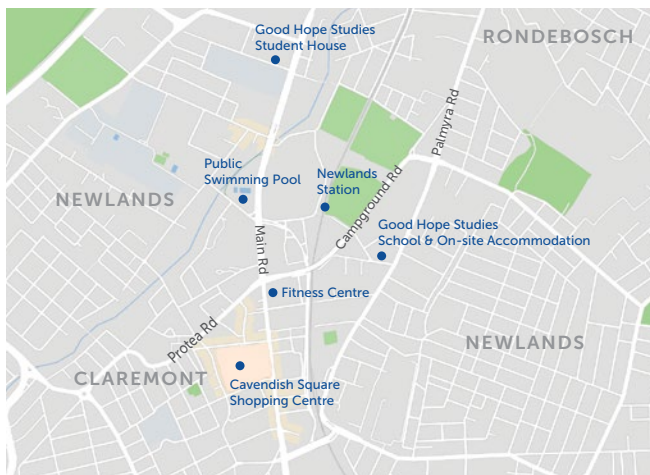 Good Hope Studies
Student House
RONDEBOSCH
Palmyra Rd
Public
Swimming Pool
Newlands
Station
NEWLANDS
Campground Rd
Good Hope Studies
School & On-site Accommodation
Main Rd
Fitness Centre
Protea Rd
NEWLANDS
CLAREMONT
Cavendish Square
Shopping Centre